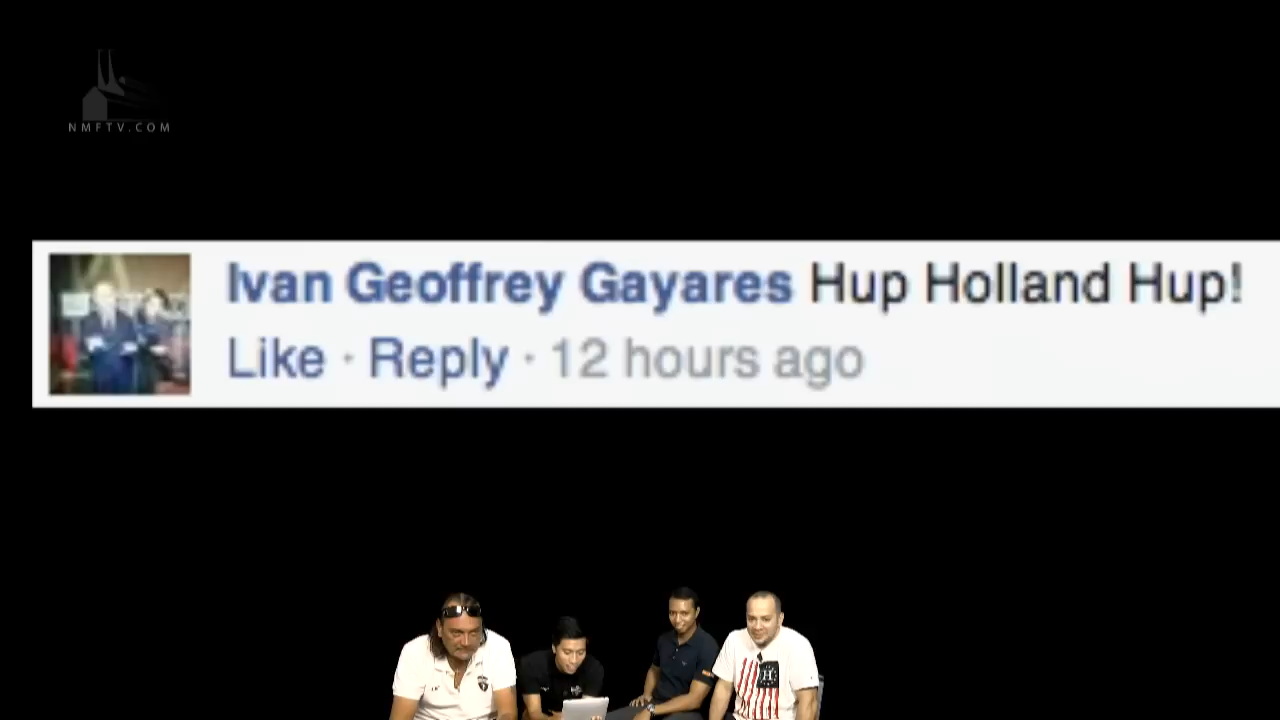 NMFTV.COM
Ivan Geoffrey Gayares Hup Holland Hup!
Like · Reply · 12 hours ago
H